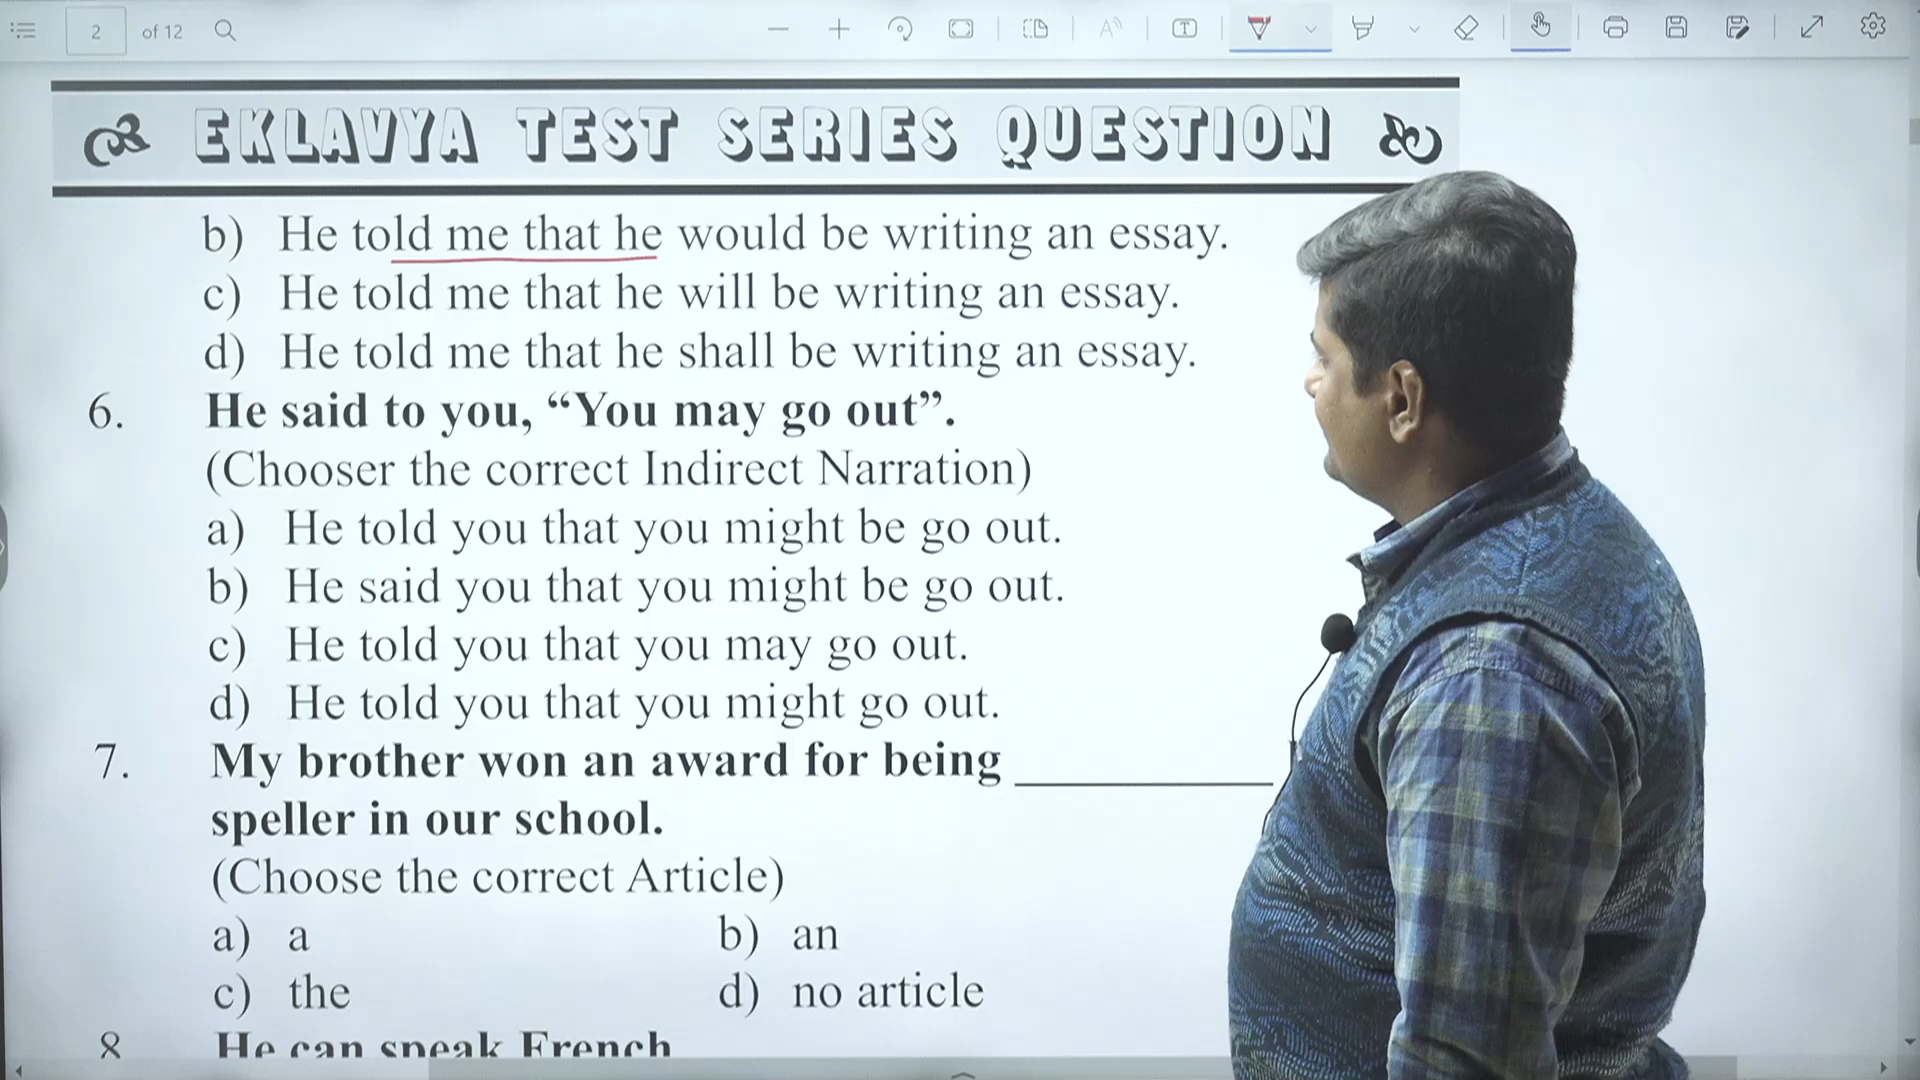 2 of 12
EKLAVYA TEST SERIES QUESTION
b) He told me that he would be writing an essay.
c) He told me that he will be writing an essay.
d) He told me that he shall be writing an essay.
6. He said to you, “You may go out”.
(Chooser the correct Indirect Narration)
a) He told you that you might be go out.
b) He said you that you might be go out.
c) He told you that you may go out.
d) He told you that you might go out.
7. My brother won an award for being ____________
speller in our school.
(Choose the correct Article)
a) a b) an
c) the d) no article
8 He can speak French